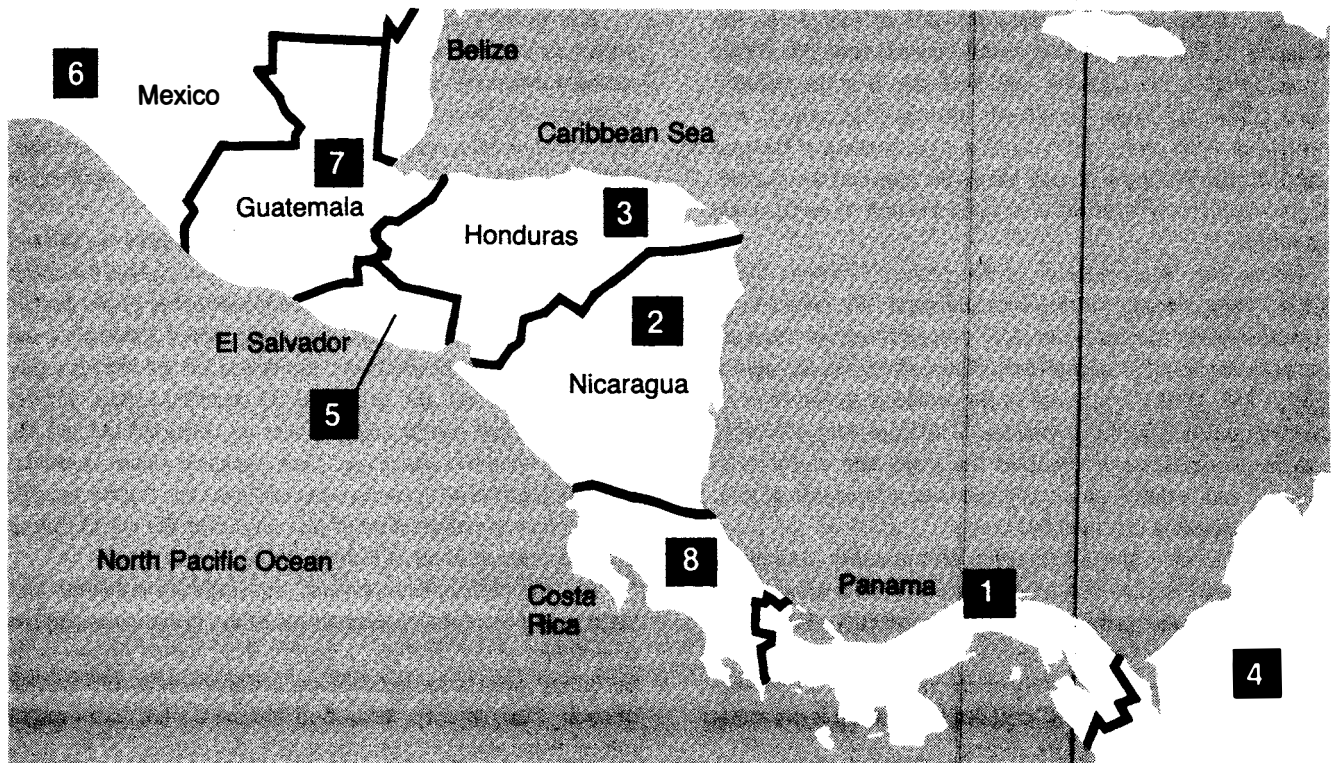 Belize
6
Mexico
Caribbean Sea
7
Guatemala
3
Honduras
2
El Salvador
Nicaragua
5
North Pacific Ocean
8
Costa
Rica
Panama
1
4